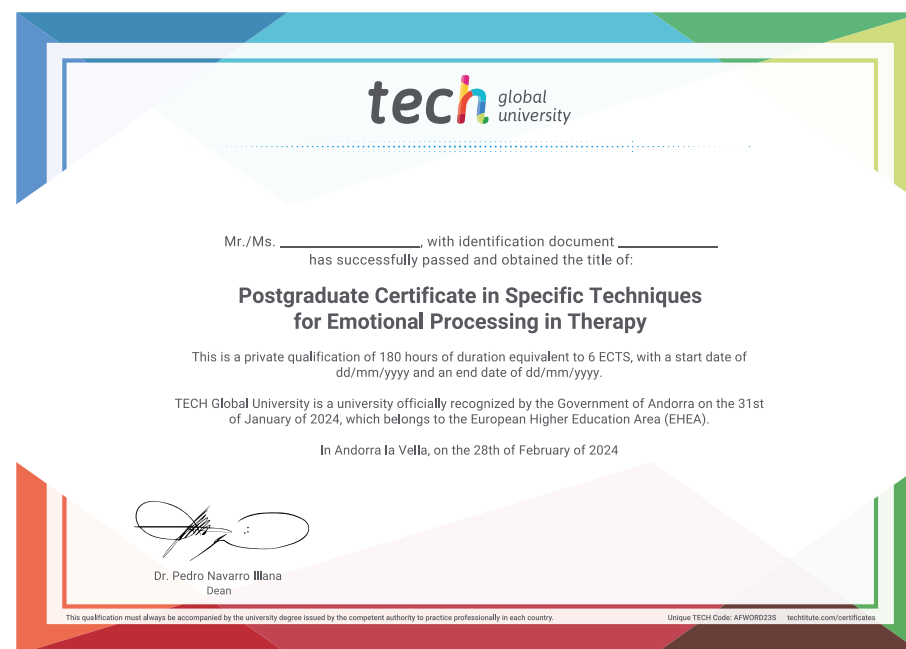 tech global university
Mr./Ms. ____________________, with identification document ______________
has successfully passed and obtained the title of:
Postgraduate Certificate in Specific Techniques
for Emotional Processing in Therapy
This is a private qualification of 180 hours of duration equivalent to 6 ECTS, with a start date of
dd/mm/yyyy and an end date of dd/mm/yyyy.
TECH Global University is a university officially recognized by the Government of Andorra on the 31st
of January of 2024, which belongs to the European Higher Education Area (EHEA).
In Andorra la Vella, on the 28th of February of 2024
Dr. Pedro Navarro Illana
Dean
This qualification must always be accompanied by the university degree issued by the competent authority to practice professionally in each country.
Unique TECH Code: AFWORD23S techtitute.com/certificates